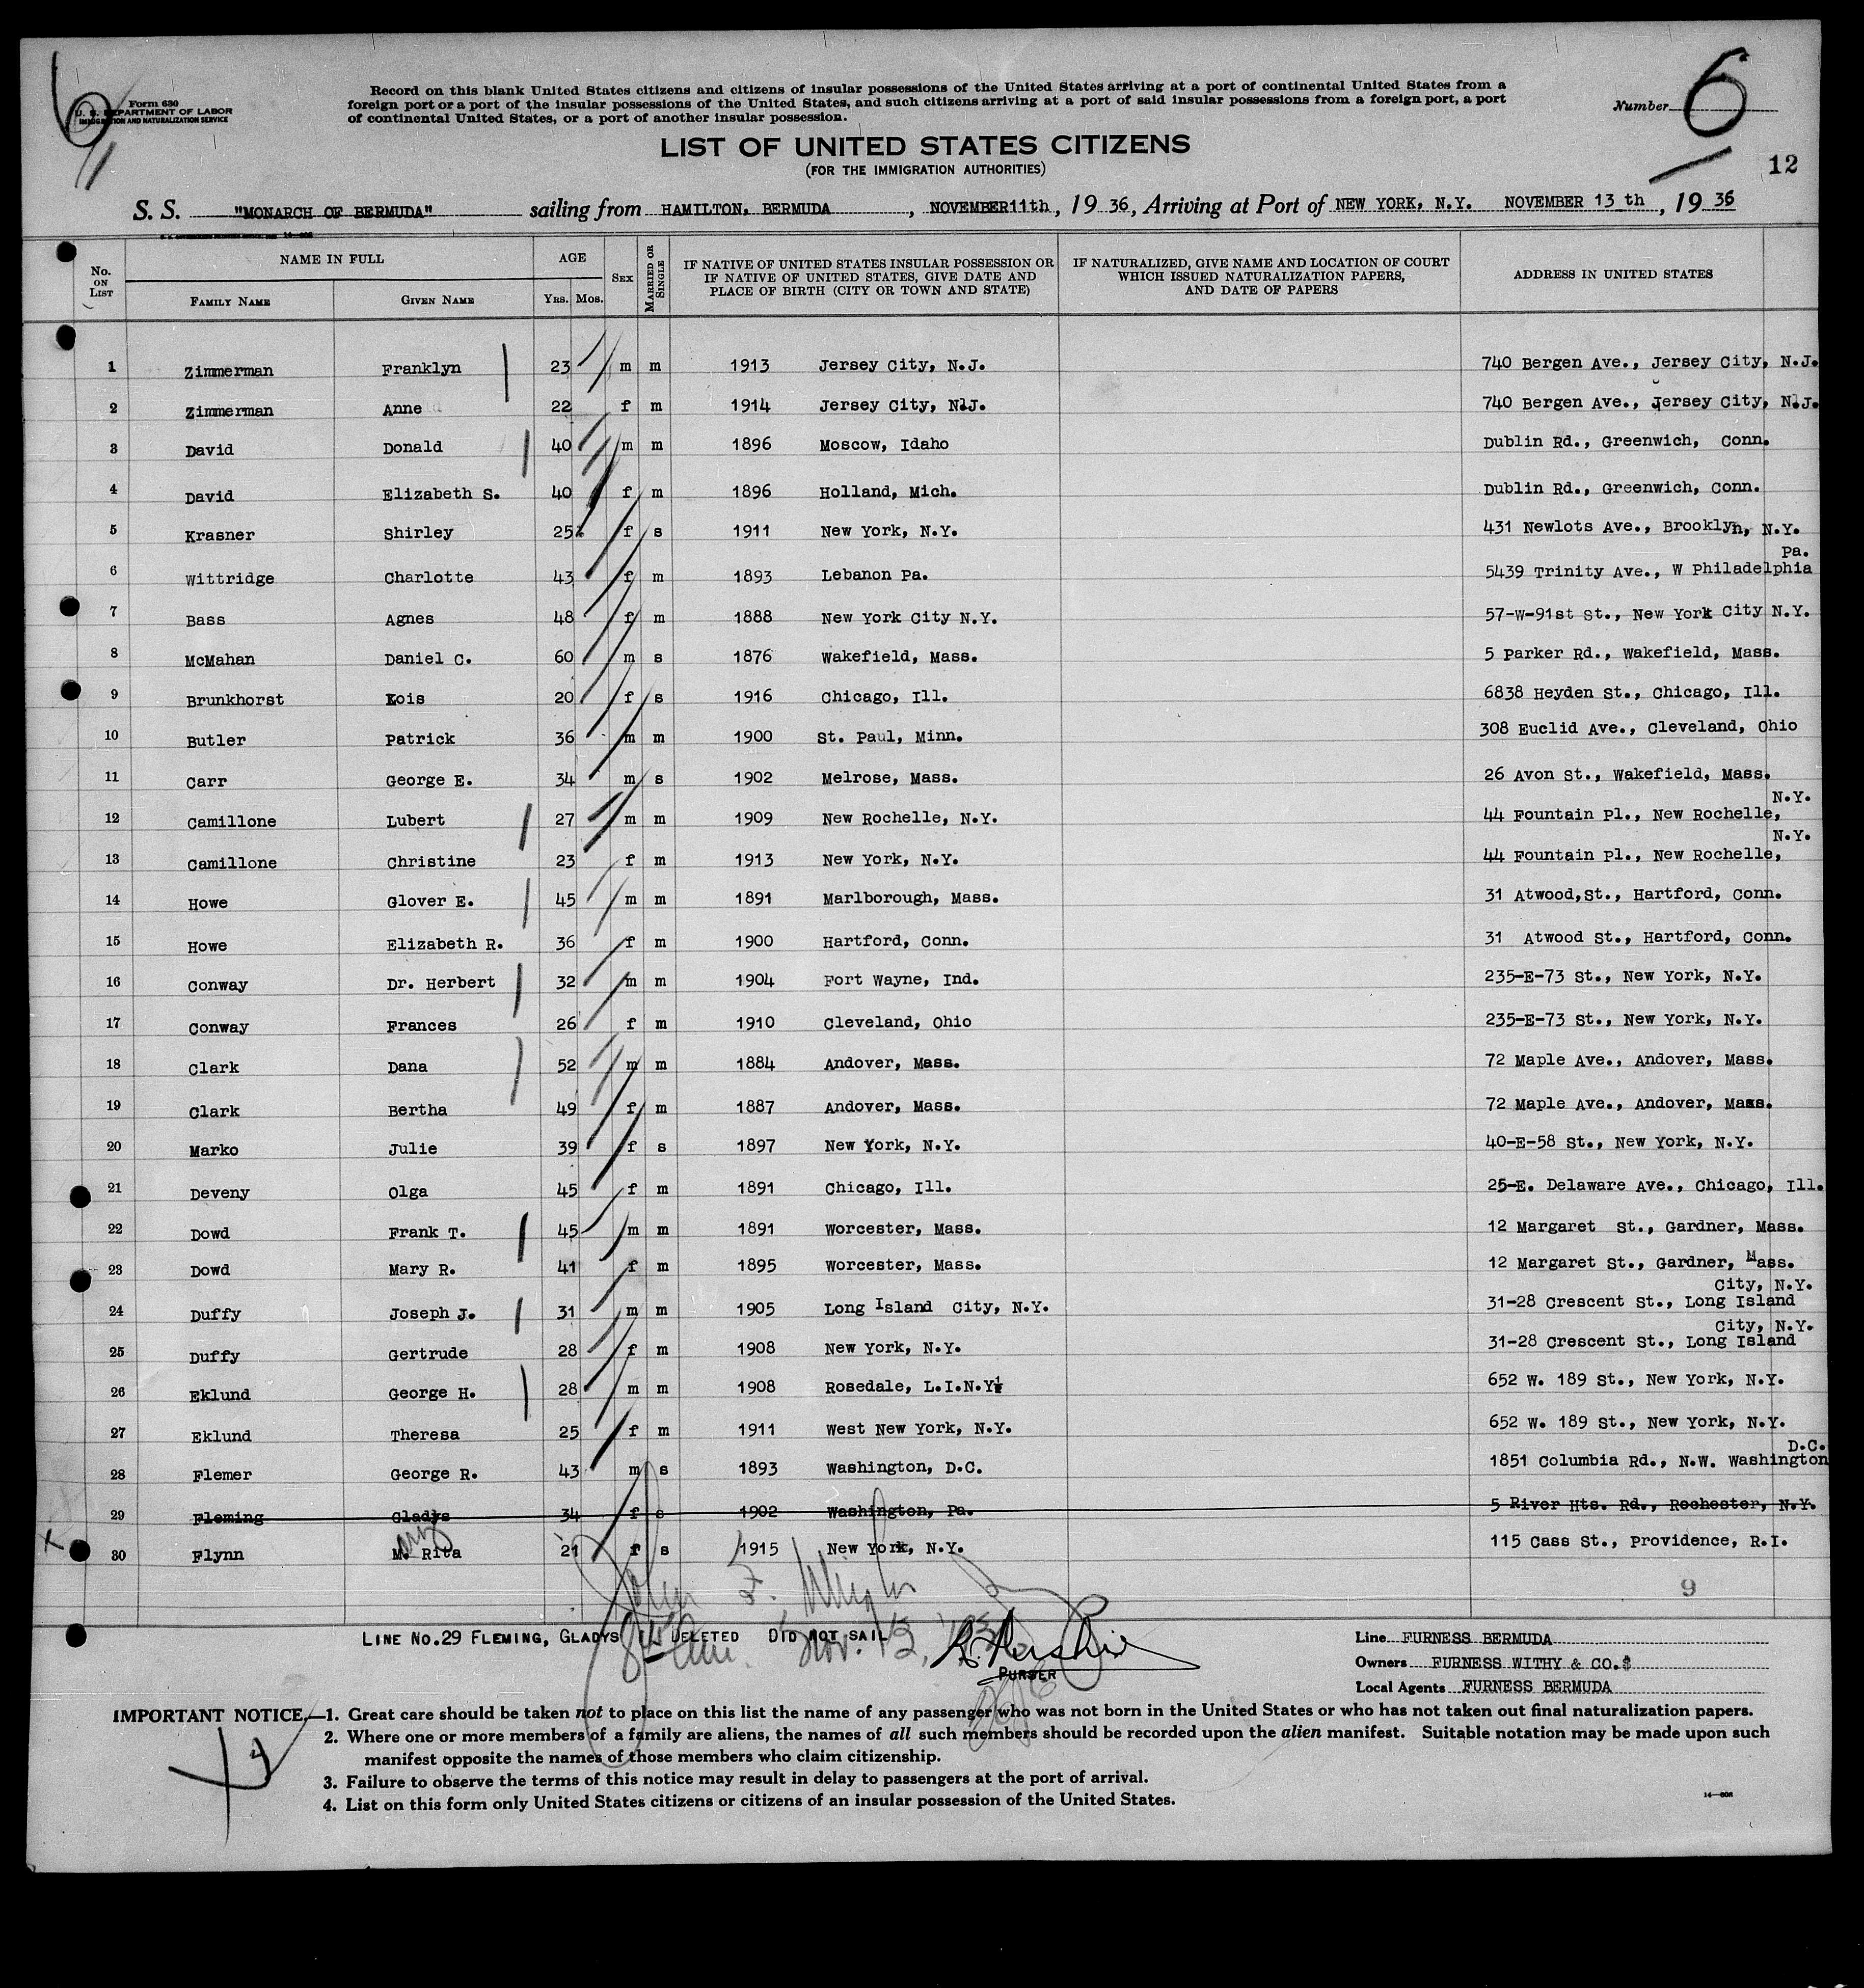 Form 630
U. S. DEPARTMENT OF LABOR
IMMIGRATION AND NATURALIZATION SERVICE
Record on this blank United States citizens and citizens of insular possessions of the United States arriving at a port of continental United States from a
foreign port or a port of the insular possessions of the United States, and such citizens arriving at a port of said insular possessions from a foreign port, a port
of continental United States, or a port of another insular possession.
Number 6
LIST OF UNITED STATES CITIZENS
(FOR THE IMMIGRATION AUTHORITIES)
12
S. S. "MONARCH OF BERMUDA" sailing from HAMILTON, BERMUDA, NOVEMBER11th, 1936, Arriving at Port of NEW YORK, N.Y. NOVEMBER 13 th, 19 36
No. ON LIST NAME IN FULL AGE SEX MARRIED OR SINGLE IF NATIVE OF UNITED STATES INSULAR POSSESSION OR IF NATIVE OF UNITED STATES, GIVE DATE AND PLACE OF BIRTH (CITY OR TOWN AND STATE) IF NATURALIZED, GIVE NAME AND LOCATION OF COURT WHICH ISSUED NATURALIZATION PAPERS, AND DATE OF PAPERS ADDRESS IN UNITED STATES
FAMILY NAME GIVEN NAME YRS. MOS.
1 Zimmerman Franklyn 23 m m 1913 Jersey City, N.J. 740 Bergen Ave., Jersey City, N.J.
2 Zimmerman Anne 22 f m 1914 Jersey City, N.J. 740 Bergen Ave., Jersey City, N.J.
3 David Donald 40 m m 1896 Moscow, Idaho Dublin Rd., Greenwich, Conn.
4 David Elizabeth S. 40 f m 1896 Holland, Mich. Dublin Rd., Greenwich, Conn.
5 Krasner Shirley 25 f s 1911 New York, N.Y. 431 Newlots Ave., Brooklyn, N.Y.
6 Wittridge Charlotte 43 f m 1893 Lebanon Pa. 5439 Trinity Ave., W Philadelphia Pa.
7 Bass Agnes 48 f m 1888 New York City N.Y. 57-W-91st St., New York City N.Y.
8 McMahan Daniel C. 60 m s 1876 Wakefield, Mass. 5 Parker Rd., Wakefield, Mass.
9 Brunkhorst Lois 20 f s 1916 Chicago, Ill. 6838 Heyden St., Chicago, Ill.
10 Butler Patrick 36 m m 1900 St. Paul, Minn. 308 Euclid Ave., Cleveland, Ohio
11 Carr George E. 34 m s 1902 Melrose, Mass. 26 Avon St., Wakefield, Mass.
12 Camillone Lubert 27 m m 1909 New Rochelle, N.Y. 44 Fountain Pl., New Rochelle, N.Y.
13 Camillone Christine 23 f m 1913 New York, N.Y. 44 Fountain Pl., New Rochelle, N.Y.
14 Howe Glover E. 45 m m 1891 Marlborough, Mass. 31 Atwood,St., Hartford, Conn.
15 Howe Elizabeth R. 36 f m 1900 Hartford, Conn. 31 Atwood St., Hartford, Conn.
16 Conway Dr. Herbert 32 m m 1904 Fort Wayne, Ind. 235-E-73 St., New York, N.Y.
17 Conway Frances 26 f m 1910 Cleveland, Ohio 235-E-73 St., New York, N.Y.
18 Clark Dana 52 m m 1884 Andover, Mass. 72 Maple Ave., Andover, Mass.
19 Clark Bertha 49 f m 1887 Andover, Mass. 72 Maple Ave., Andover, Mass.
20 Marko Julie 39 f s 1897 New York, N.Y. 40-E-58 St., New York, N.Y.
21 Deveny Olga 45 f m 1891 Chicago, Ill. 25-E. Delaware Ave., Chicago, Ill.
22 Dowd Frank T. 45 m m 1891 Worcester, Mass. 12 Margaret St., Gardner, Mass.
23 Dowd Mary R. 41 f m 1895 Worcester, Mass. 12 Margaret St., Gardner, Mass.
24 Duffy Joseph J. 31 m m 1905 Long Island City, N.Y. 31-28 Crescent St., Long Island City, N.Y.
25 Duffy Gertrude 28 f m 1908 New York, N.Y. 31-28 Crescent St., Long Island City, N.Y.
26 Eklund George H. 28 m m 1908 Rosedale, L.I.N.Y. 652 W. 189 St., New York, N.Y.
27 Eklund Theresa 25 f m 1911 West New York, N.Y. 652 W. 189 St., New York, N.Y.
28 Flemer George R. 43 m s 1893 Washington, D.C. 1851 Columbia Rd., N.W. Washington D.C.
29 Fleming Gladys 34 f s 1902 Washington, Pa. 5 River Hts. Rd., Rochester, N.Y.
30 Flynn M. Rita 21 f s 1915 New York, N.Y. 115 Cass St., Providence, R.I.
9
LINE NO.29 FLEMING, GLADYS DELETED DID NOT SAIL
PURSER
Line FURNESS BERMUDA
Owners FURNESS WITHY & CO.
Local Agents FURNESS BERMUDA
IMPORTANT NOTICE.—1. Great care should be taken not to place on this list the name of any passenger who was not born in the United States or who has not taken out final naturalization papers.
2. Where one or more members of a family are aliens, the names of all such members should be recorded upon the alien manifest. Suitable notation may be made upon such
manifest opposite the names of those members who claim citizenship.
3. Failure to observe the terms of this notice may result in delay to passengers at the port of arrival.
4. List on this form only United States citizens or citizens of an insular possession of the United States.